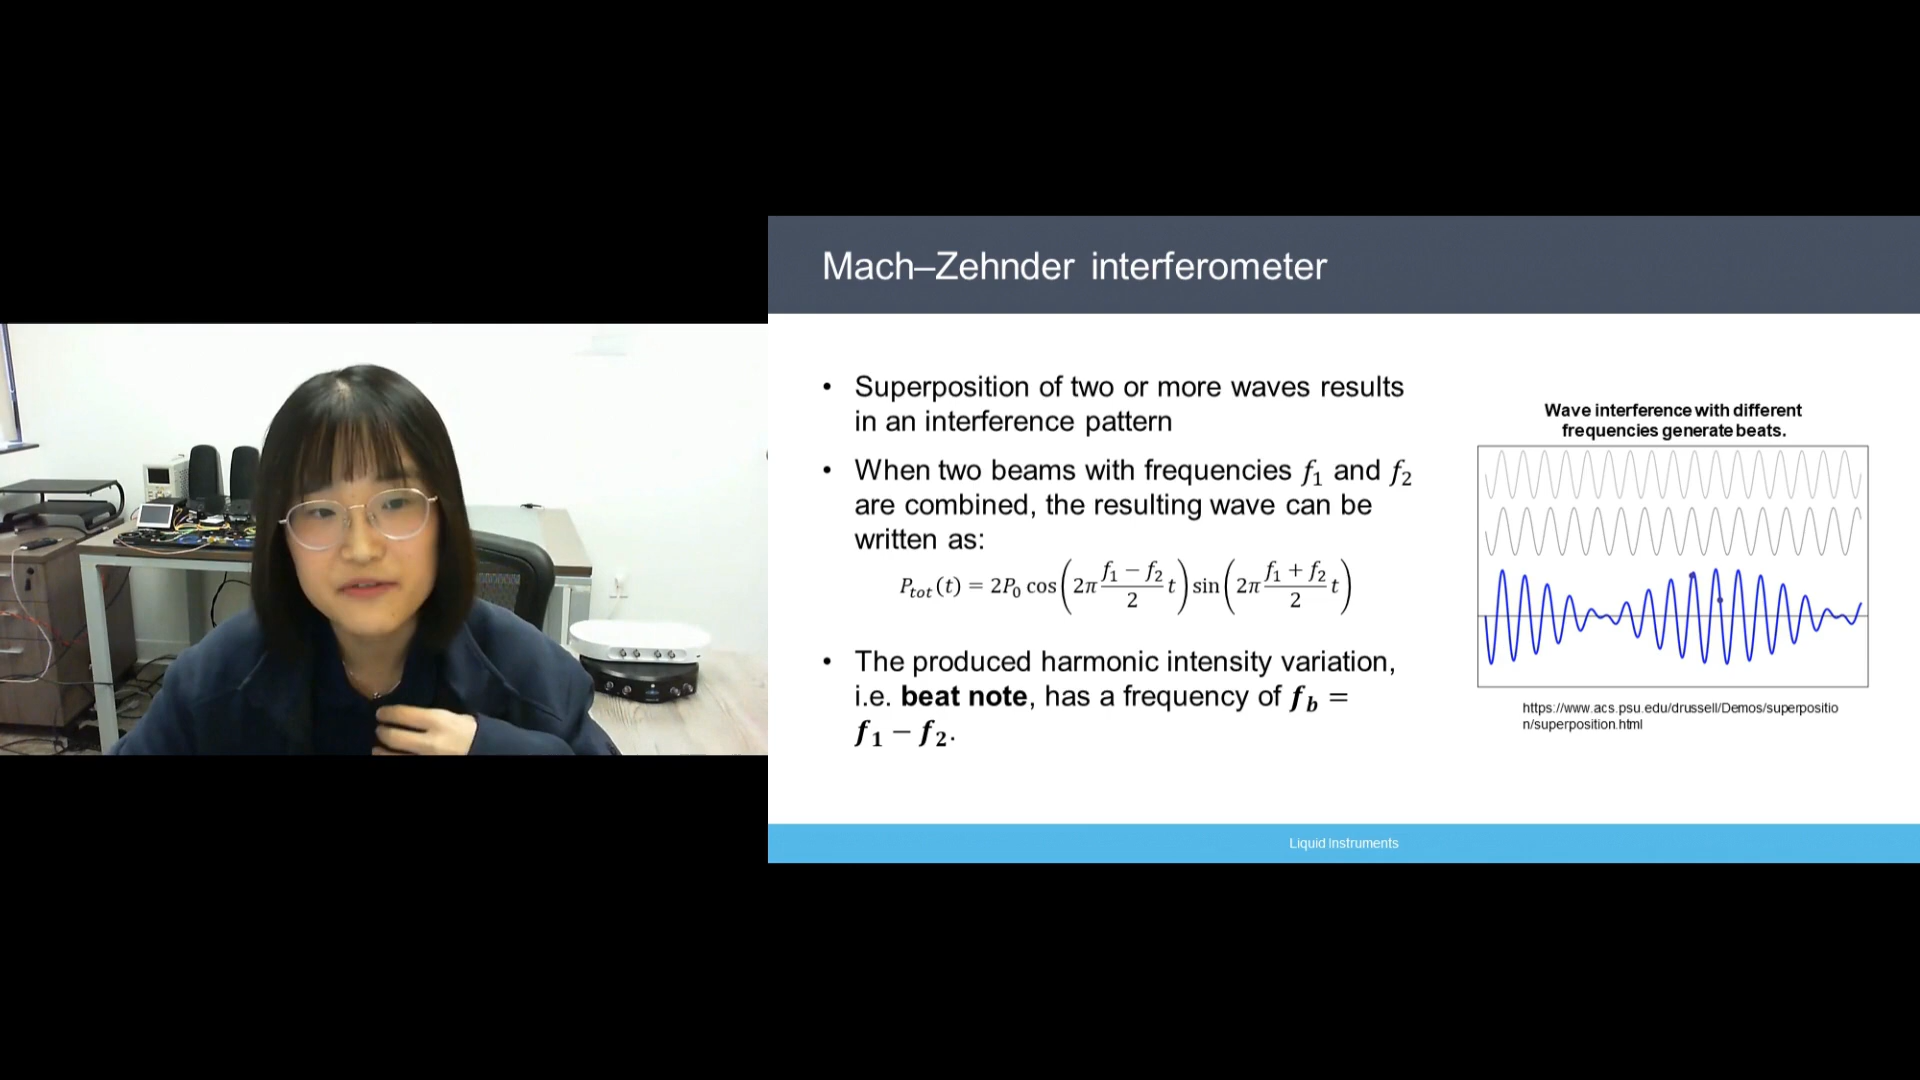 Mach–Zehnder interferometer
• Superposition of two or more waves results
in an interference pattern
• When two beams with frequencies f₁ and f₂
are combined, the resulting wave can be
written as:
P_tot(t) = 2P₀ cos(2π (f₁ − f₂)/2 t) sin(2π (f₁ + f₂)/2 t)
• The produced harmonic intensity variation,
i.e. beat note, has a frequency of f_b =
f₁ − f₂.
Wave interference with different
frequencies generate beats.
https://www.acs.psu.edu/drussell/Demos/superpositio
n/superposition.html
Liquid Instruments